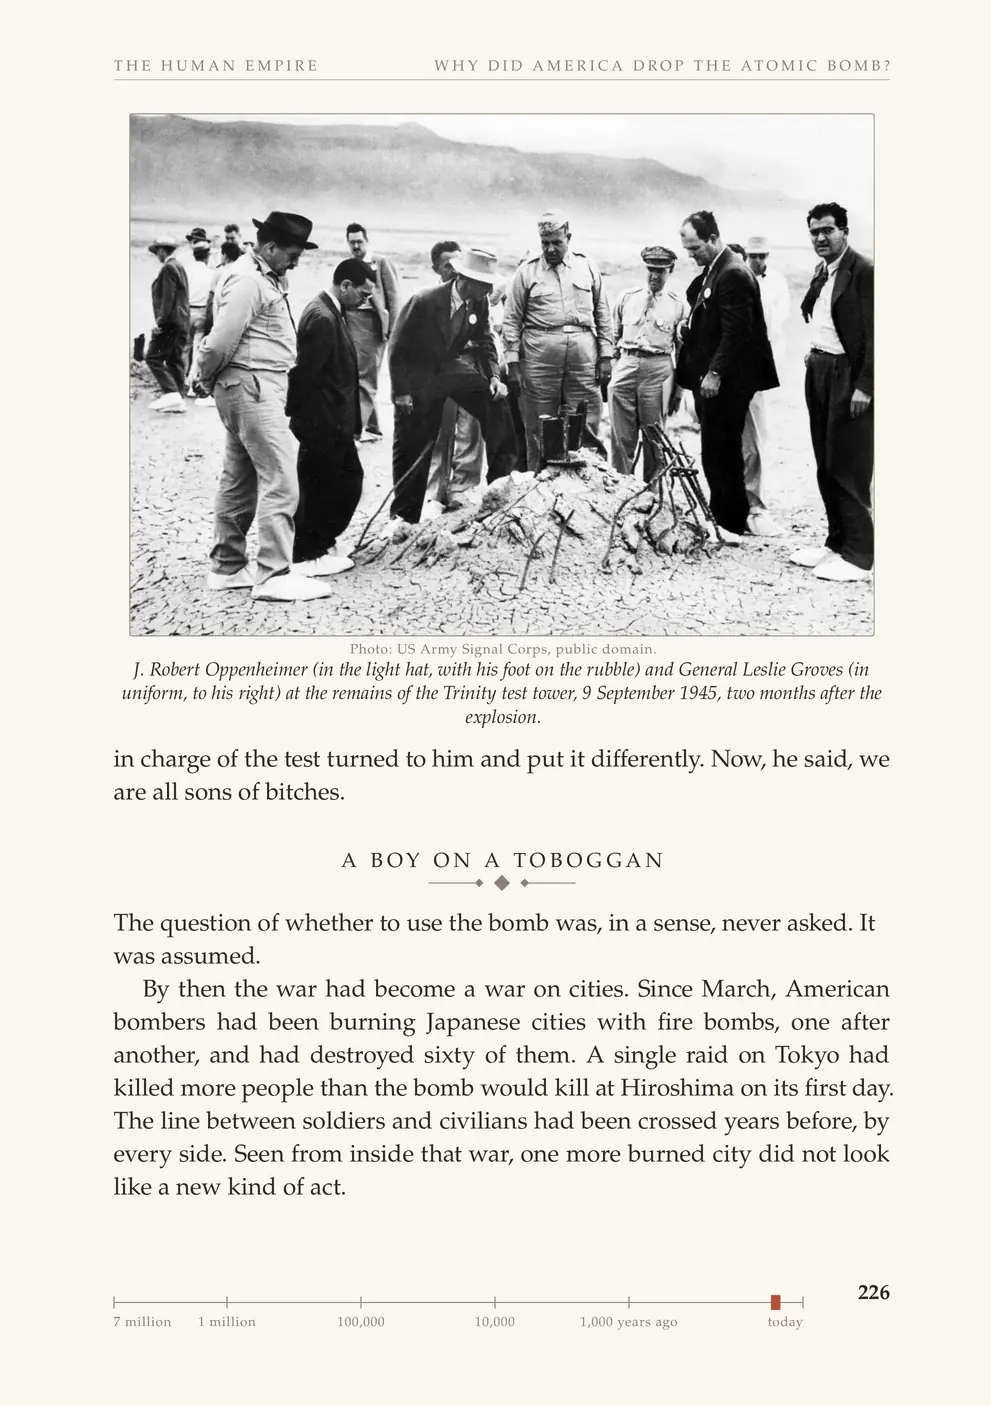 THE HUMAN EMPIRE
WHY DID AMERICA DROP THE ATOMIC BOMB?
Photo: US Army Signal Corps, public domain.
J. Robert Oppenheimer (in the light hat, with his foot on the rubble) and General Leslie Groves (in
uniform, to his right) at the remains of the Trinity test tower, 9 September 1945, two months after the
explosion.
in charge of the test turned to him and put it differently. Now, he said, we
are all sons of bitches.
A BOY ON A TOBOGGAN
The question of whether to use the bomb was, in a sense, never asked. It
was assumed.
By then the war had become a war on cities. Since March, American
bombers had been burning Japanese cities with fire bombs, one after
another, and had destroyed sixty of them. A single raid on Tokyo had
killed more people than the bomb would kill at Hiroshima on its first day.
The line between soldiers and civilians had been crossed years before, by
every side. Seen from inside that war, one more burned city did not look
like a new kind of act.
226
7 million 1 million 100,000 10,000 1,000 years ago today